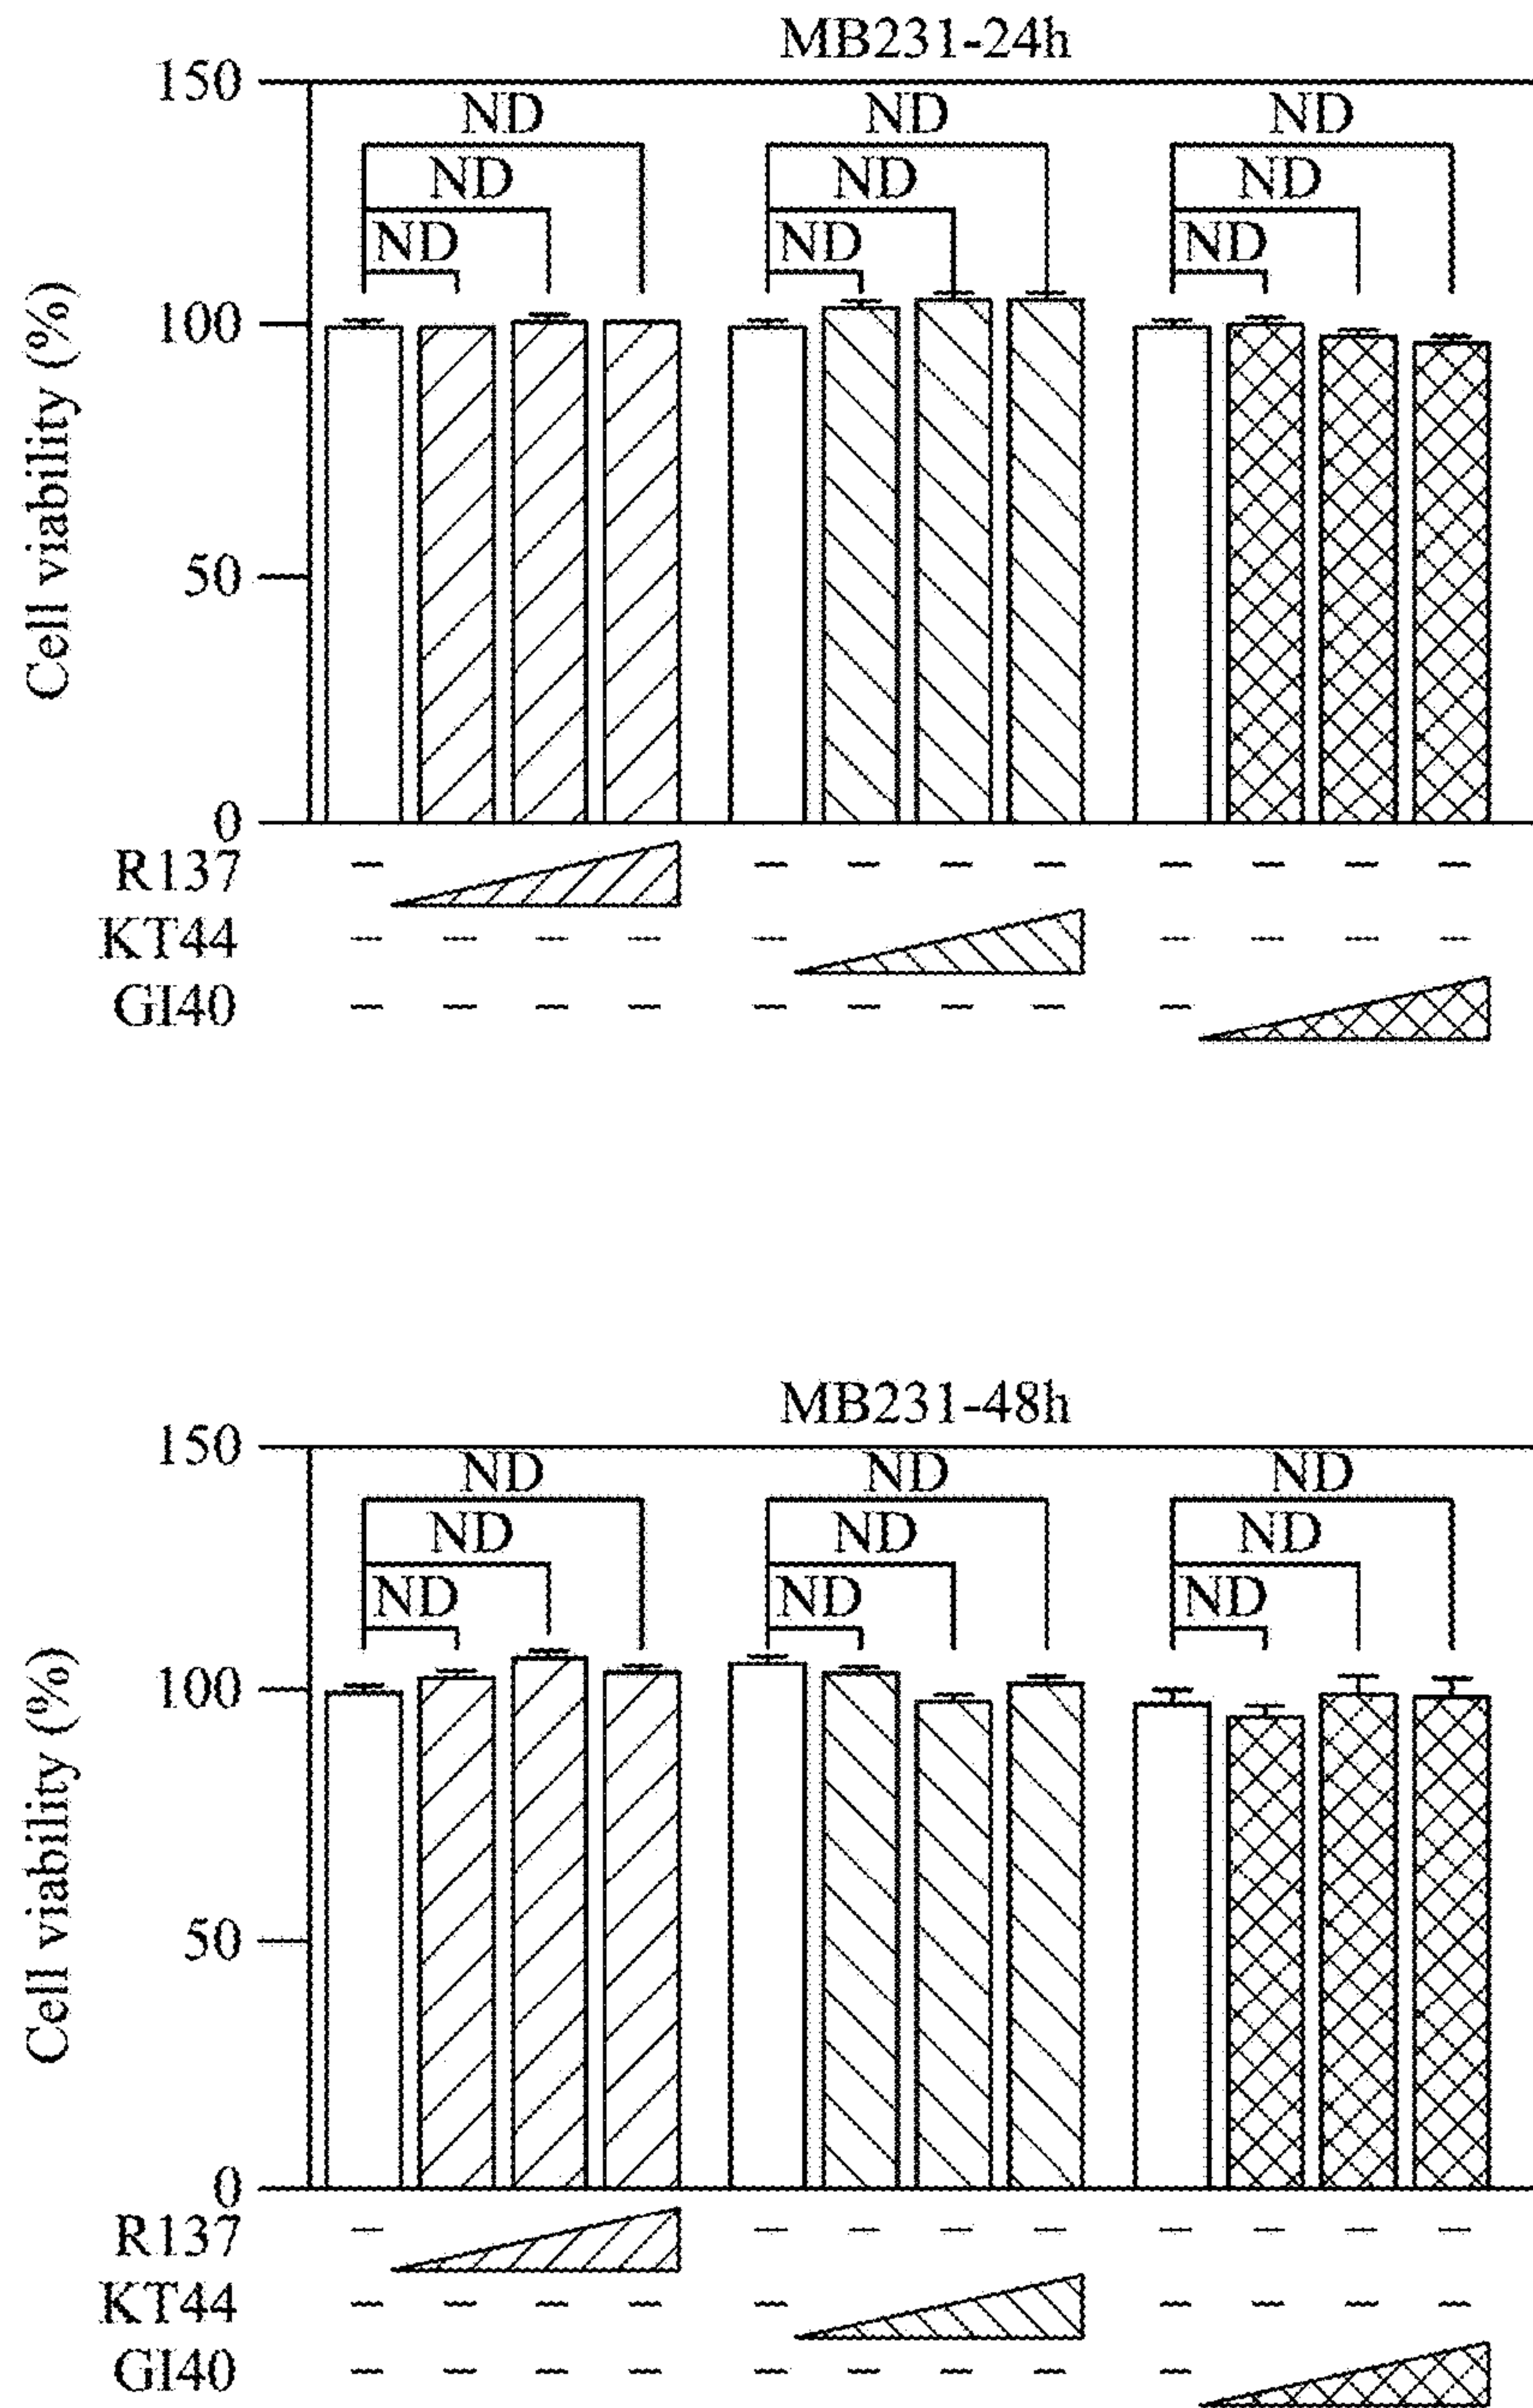 MB231-24h
150
ND ND ND
ND ND ND
ND ND ND
100
50
0
Cell viability (%)
R137 – – – – – – – – –
KT44 – – – – – – – – –
GI40 – – – – – – – – –
MB231-48h
150
ND ND ND
ND ND ND
ND ND ND
100
50
0
Cell viability (%)
R137 – – – – – – – – –
KT44 – – – – – – – – –
GI40 – – – – – – – – –